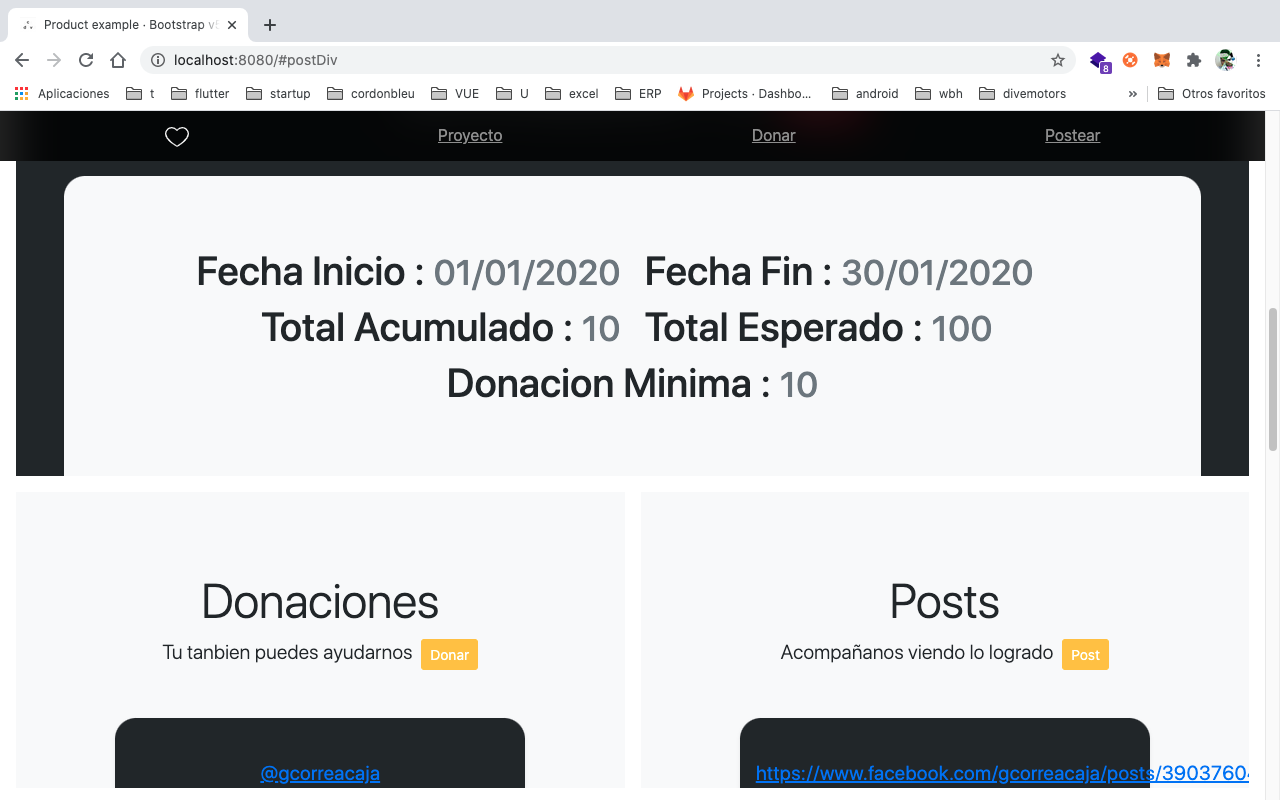 Product example · Bootstrap v5
localhost:8080/#postDiv
8
Aplicaciones t flutter startup cordonbleu VUE U excel ERP Projects · Dashbo... android wbh divemotors » Otros favoritos
Proyecto Donar Postear
Fecha Inicio : 01/01/2020 Fecha Fin : 30/01/2020
Total Acumulado : 10 Total Esperado : 100
Donacion Minima : 10
Donaciones
Tu tanbien puedes ayudarnos Donar
@gcorreacaja
Posts
Acompañanos viendo lo logrado Post
https://www.facebook.com/gcorreacaja/posts/3903760